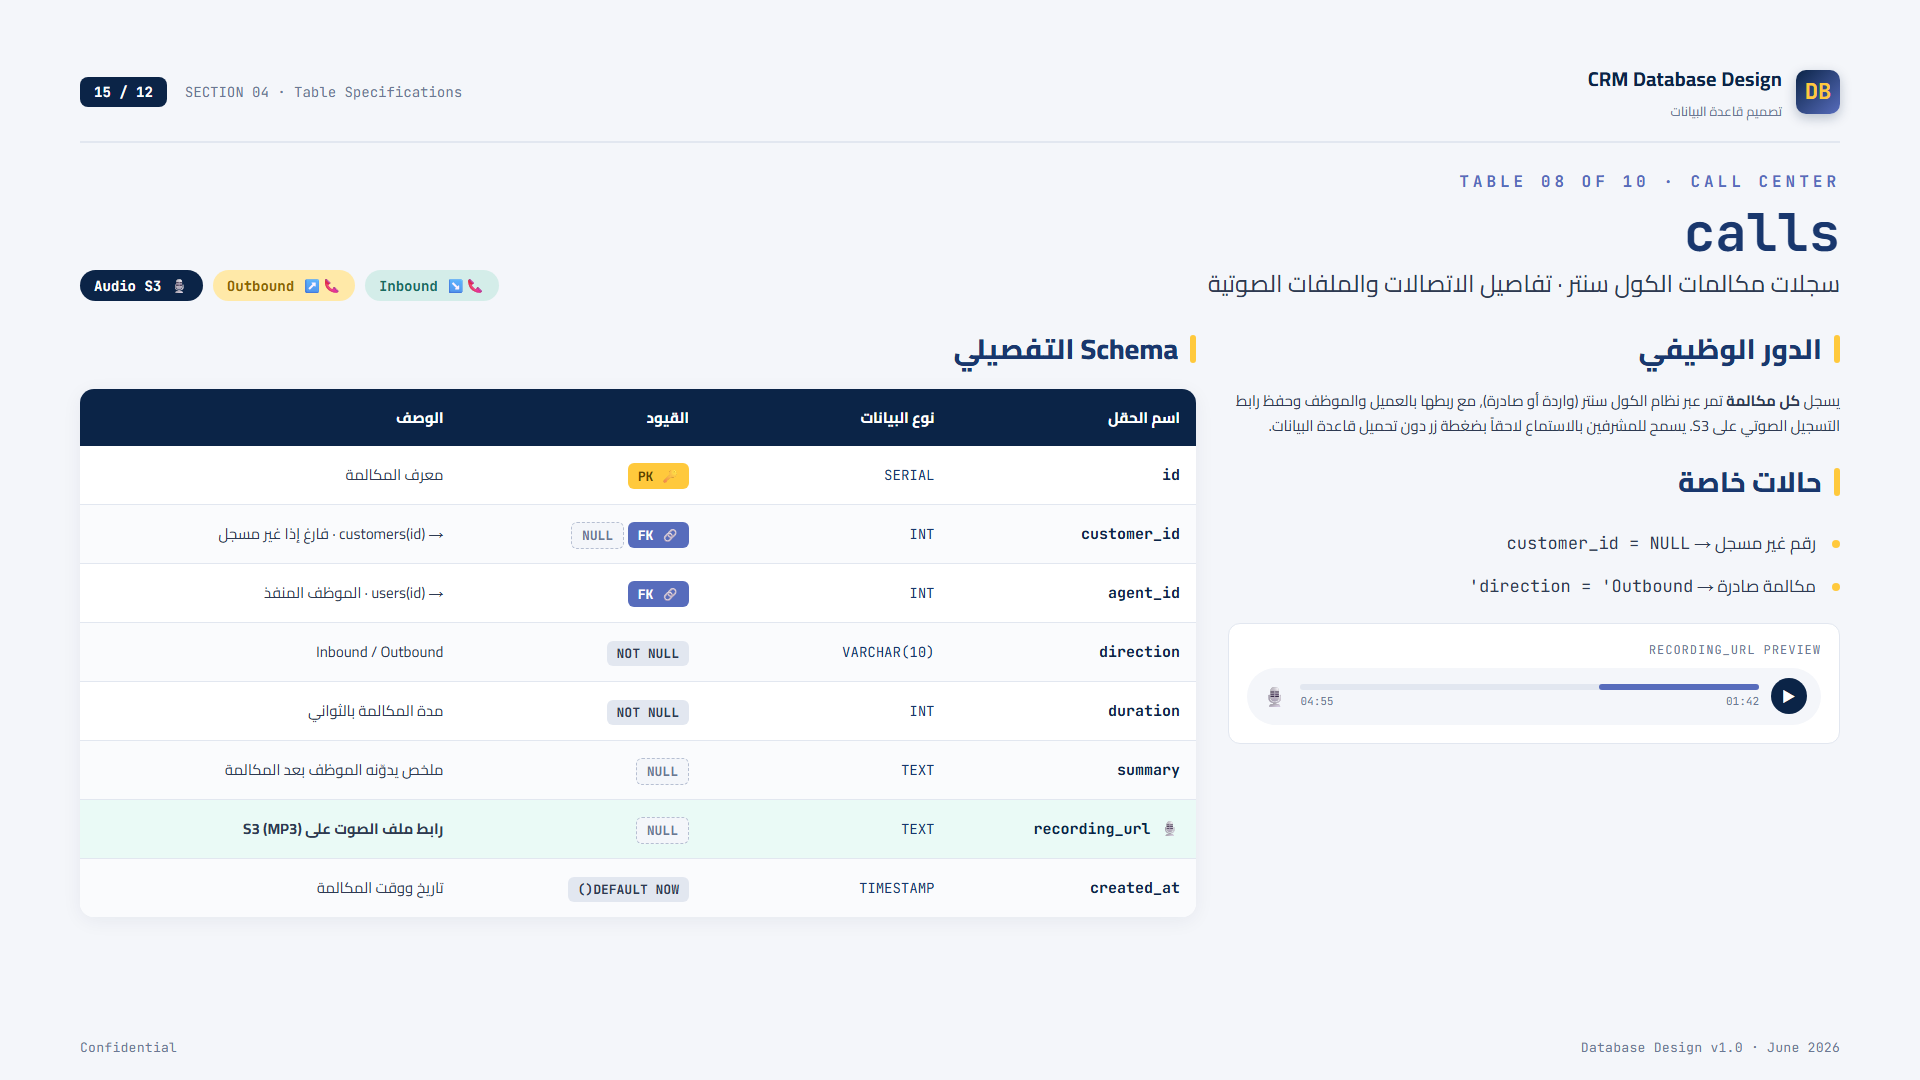 DB
CRM Database Design
تصميم قاعدة البيانات
15 / 12
SECTION 04 · Table Specifications
TABLE 08 OF 10 · CALL CENTER
calls
سجلات مكالمات الكول سنتر · تفاصيل الاتصالات والملفات الصوتية
Inbound
Outbound
Audio S3
الدور الوظيفي
يسجل كل مكالمة تمر عبر نظام الكول سنتر (واردة أو صادرة)، مع ربطها بالعميل والموظف وحفظ رابط
التسجيل الصوتي على S3. يسمح للمشرفين بالاستماع لاحقاً بضغطة زر دون تحميل قاعدة البيانات.
حالات خاصة
رقم غير مسجل → customer_id = NULL
مكالمة صادرة → direction = 'Outbound'
RECORDING_URL PREVIEW
01:42
04:55
Schema التفصيلي
اسم الحقل نوع البيانات القيود الوصف
id SERIAL PK معرف المكالمة
customer_id INT FK NULL → customers(id) · فارغ إذا غير مسجل
agent_id INT FK → users(id) · الموظف المنفذ
direction VARCHAR(10) NOT NULL Inbound / Outbound
duration INT NOT NULL مدة المكالمة بالثواني
summary TEXT NULL ملخص يدوّنه الموظف بعد المكالمة
recording_url TEXT NULL رابط ملف الصوت على S3 (MP3)
created_at TIMESTAMP DEFAULT NOW() تاريخ ووقت المكالمة
Database Design v1.0 · June 2026
Confidential